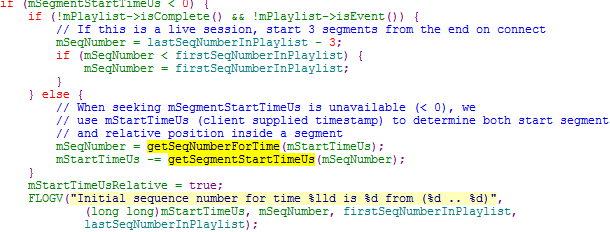 if (mSegmentStartTimeUs < 0) {
if (!mPlaylist->isComplete() && !mPlaylist->isEvent()) {
// If this is a live session, start 3 segments from the end on connect
mSeqNumber = lastSeqNumberInPlaylist - 3;
if (mSeqNumber < firstSeqNumberInPlaylist) {
mSeqNumber = firstSeqNumberInPlaylist;
}
} else {
// When seeking mSegmentStartTimeUs is unavailable (< 0), we
// use mStartTimeUs (client supplied timestamp) to determine both start segment
// and relative position inside a segment
mSeqNumber = getSeqNumberForTime(mStartTimeUs);
mStartTimeUs -= getSegmentStartTimeUs(mSeqNumber);
}
mStartTimeUsRelative = true;
FLOGV("Initial sequence number for time %lld is %d from (%d .. %d)",
(long long)mStartTimeUs, mSeqNumber, firstSeqNumberInPlaylist,
lastSeqNumberInPlaylist);